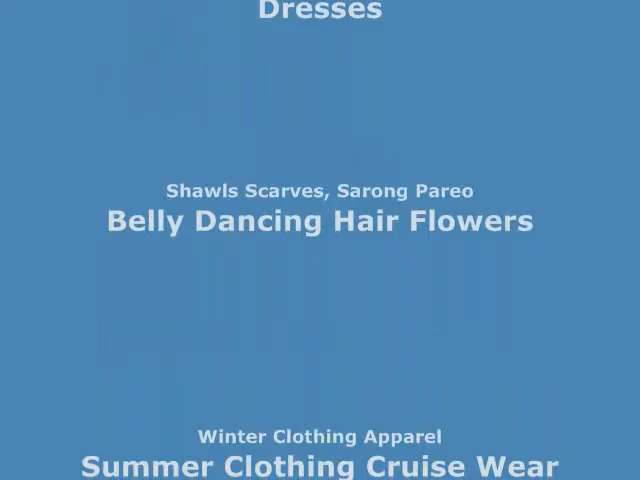 Dresses
Shawls Scarves, Sarong Pareo
Belly Dancing Hair Flowers
Winter Clothing Apparel
Summer Clothing Cruise Wear